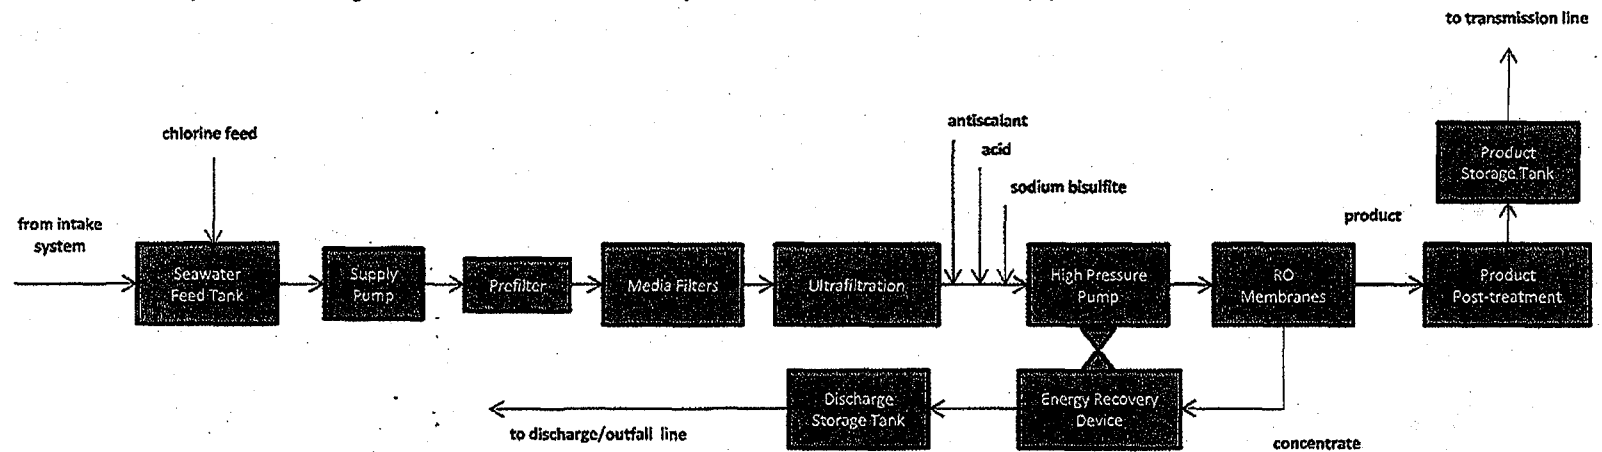 to transmission line
antiscalant
chlorine feed
acid
Product
Storage Tank
sodium bisulfite
product
from intake
system
Seawater
Feed Tank
Supply
Pump
Prefilter
Media Filters
Ultrafiltration
High Pressure
Pump
RO
Membranes
Product
Post-treatment
Discharge
Storage Tank
Energy Recovery
Device
to discharge/outfall line
concentrate